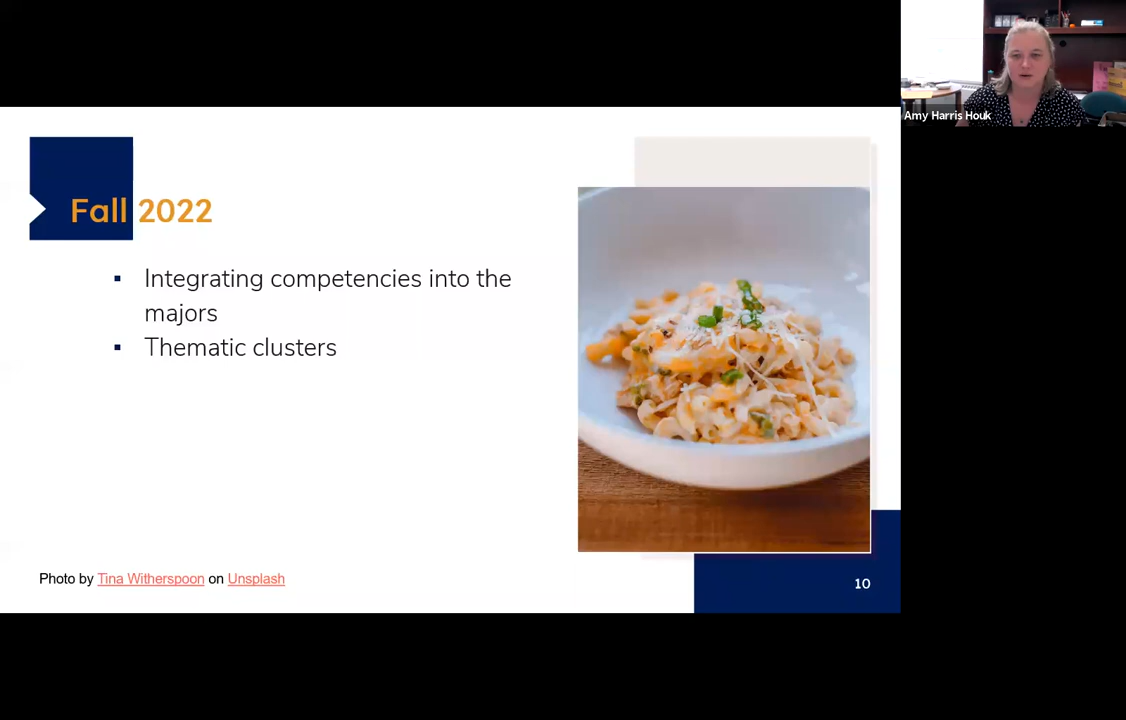 Amy Harris Houk
Fall 2022
▪ Integrating competencies into the
majors
▪ Thematic clusters
Photo by Tina Witherspoon on Unsplash
10